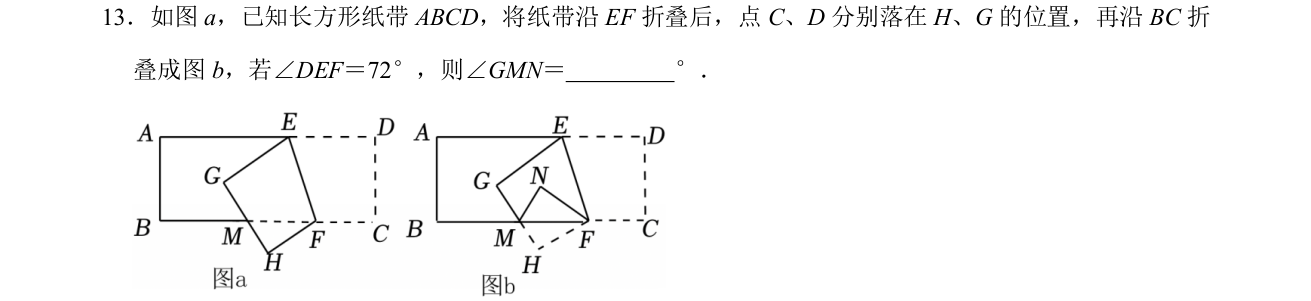 13．如图 a，已知长方形纸带 ABCD，将纸带沿 EF 折叠后，点 C、D 分别落在 H、G 的位置，再沿 BC 折
叠成图 b，若∠DEF＝72°，则∠GMN＝_________°．
A E D A E D
G G N
B M F C B M F C
H H
图a 图b